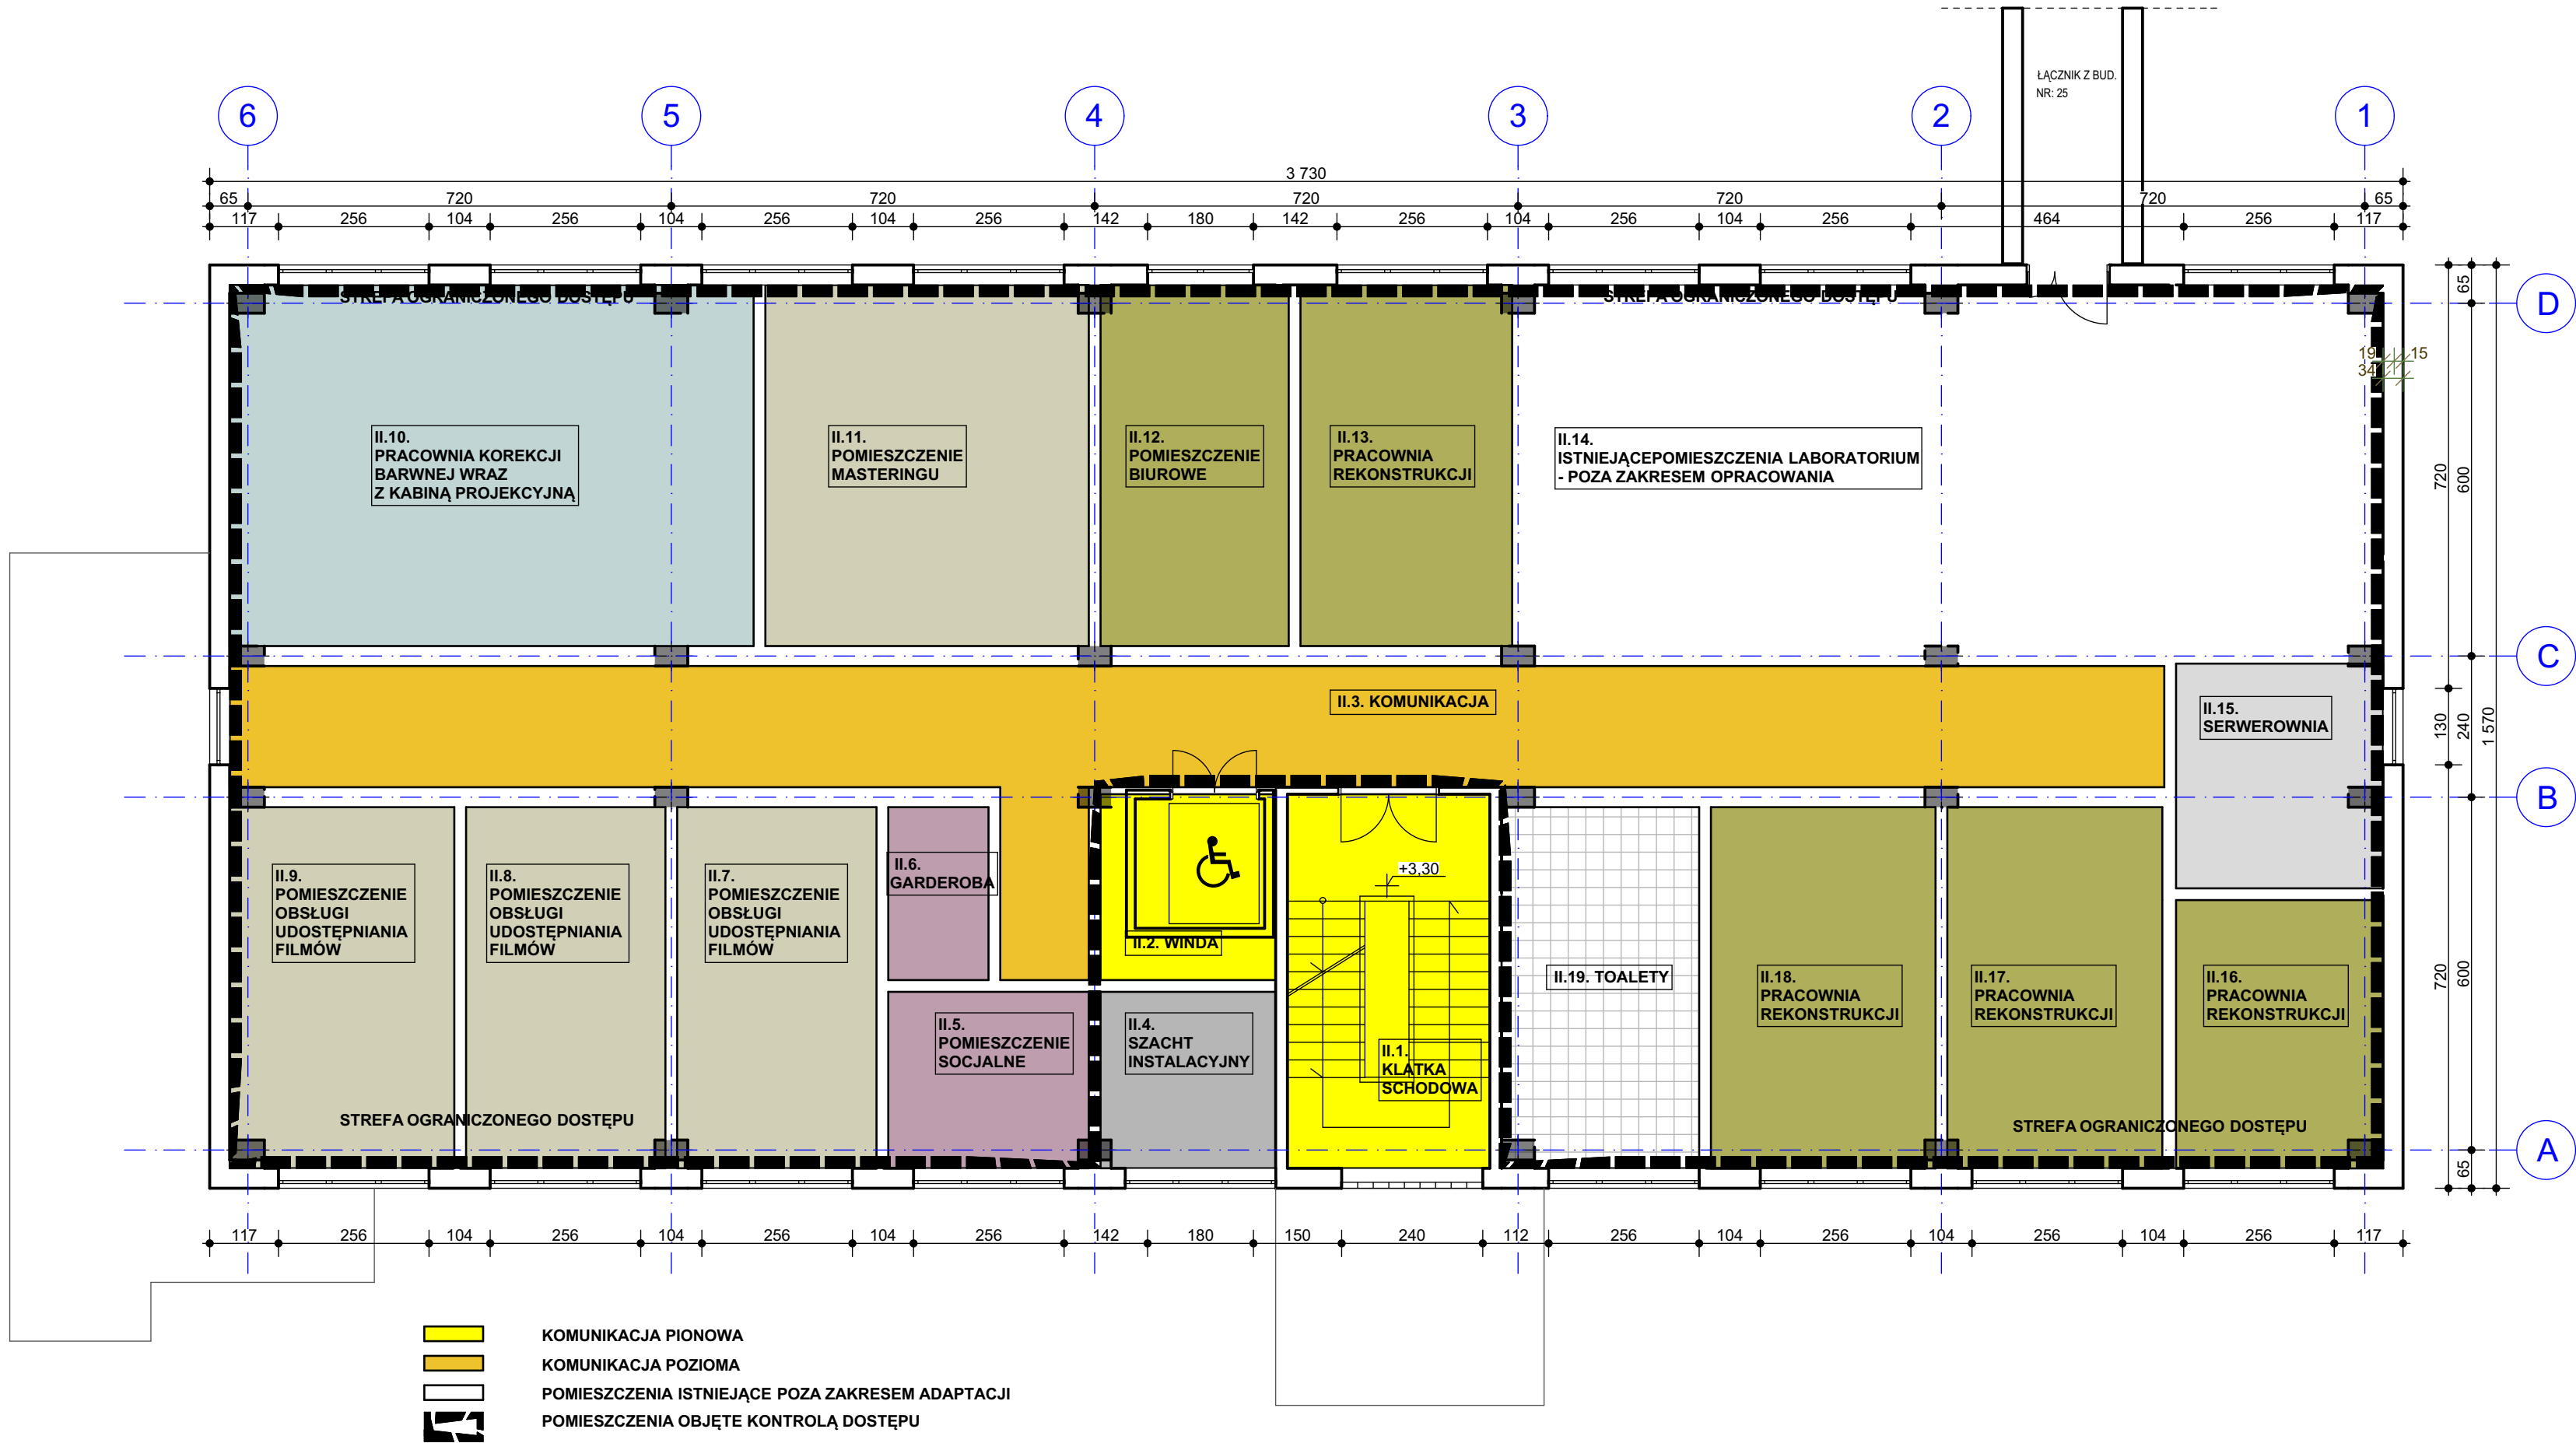 ŁĄCZNIK Z BUD.
NR: 25
6 5 4 3 2 1
3 730
65 720 720 720 720 720 65
117 256 104 256 104 256 104 256 142 180 142 256 104 256 104 256 464 256 117
STREFA OGRANICZONEGO DOSTĘPU
STREFA OGRANICZONEGO DOSTĘPU
D
C
B
A
19 15
34
65
720 600
130 240 1 570
720 600
65
II.10.
PRACOWNIA KOREKCJI
BARWNEJ WRAZ
Z KABINĄ PROJEKCYJNĄ
II.11.
POMIESZCZENIE
MASTERINGU
II.12.
POMIESZCZENIE
BIUROWE
II.13.
PRACOWNIA
REKONSTRUKCJI
II.14.
ISTNIEJĄCEPOMIESZCZENIA LABORATORIUM
- POZA ZAKRESEM OPRACOWANIA
II.3. KOMUNIKACJA
II.15.
SERWEROWNIA
II.9.
POMIESZCZENIE
OBSŁUGI
UDOSTĘPNIANIA
FILMÓW
II.8.
POMIESZCZENIE
OBSŁUGI
UDOSTĘPNIANIA
FILMÓW
II.7.
POMIESZCZENIE
OBSŁUGI
UDOSTĘPNIANIA
FILMÓW
II.6.
GARDEROBA
II.2. WINDA
+3,30
II.5.
POMIESZCZENIE
SOCJALNE
II.4.
SZACHT
INSTALACYJNY
II.1.
KLATKA
SCHODOWA
II.19. TOALETY
II.18.
PRACOWNIA
REKONSTRUKCJI
II.17.
PRACOWNIA
REKONSTRUKCJI
II.16.
PRACOWNIA
REKONSTRUKCJI
STREFA OGRANICZONEGO DOSTĘPU
STREFA OGRANICZONEGO DOSTĘPU
117 256 104 256 104 256 104 256 142 180 150 240 112 256 104 256 104 256 104 256 117
KOMUNIKACJA PIONOWA
KOMUNIKACJA POZIOMA
POMIESZCZENIA ISTNIEJĄCE POZA ZAKRESEM ADAPTACJI
POMIESZCZENIA OBJĘTE KONTROLĄ DOSTĘPU